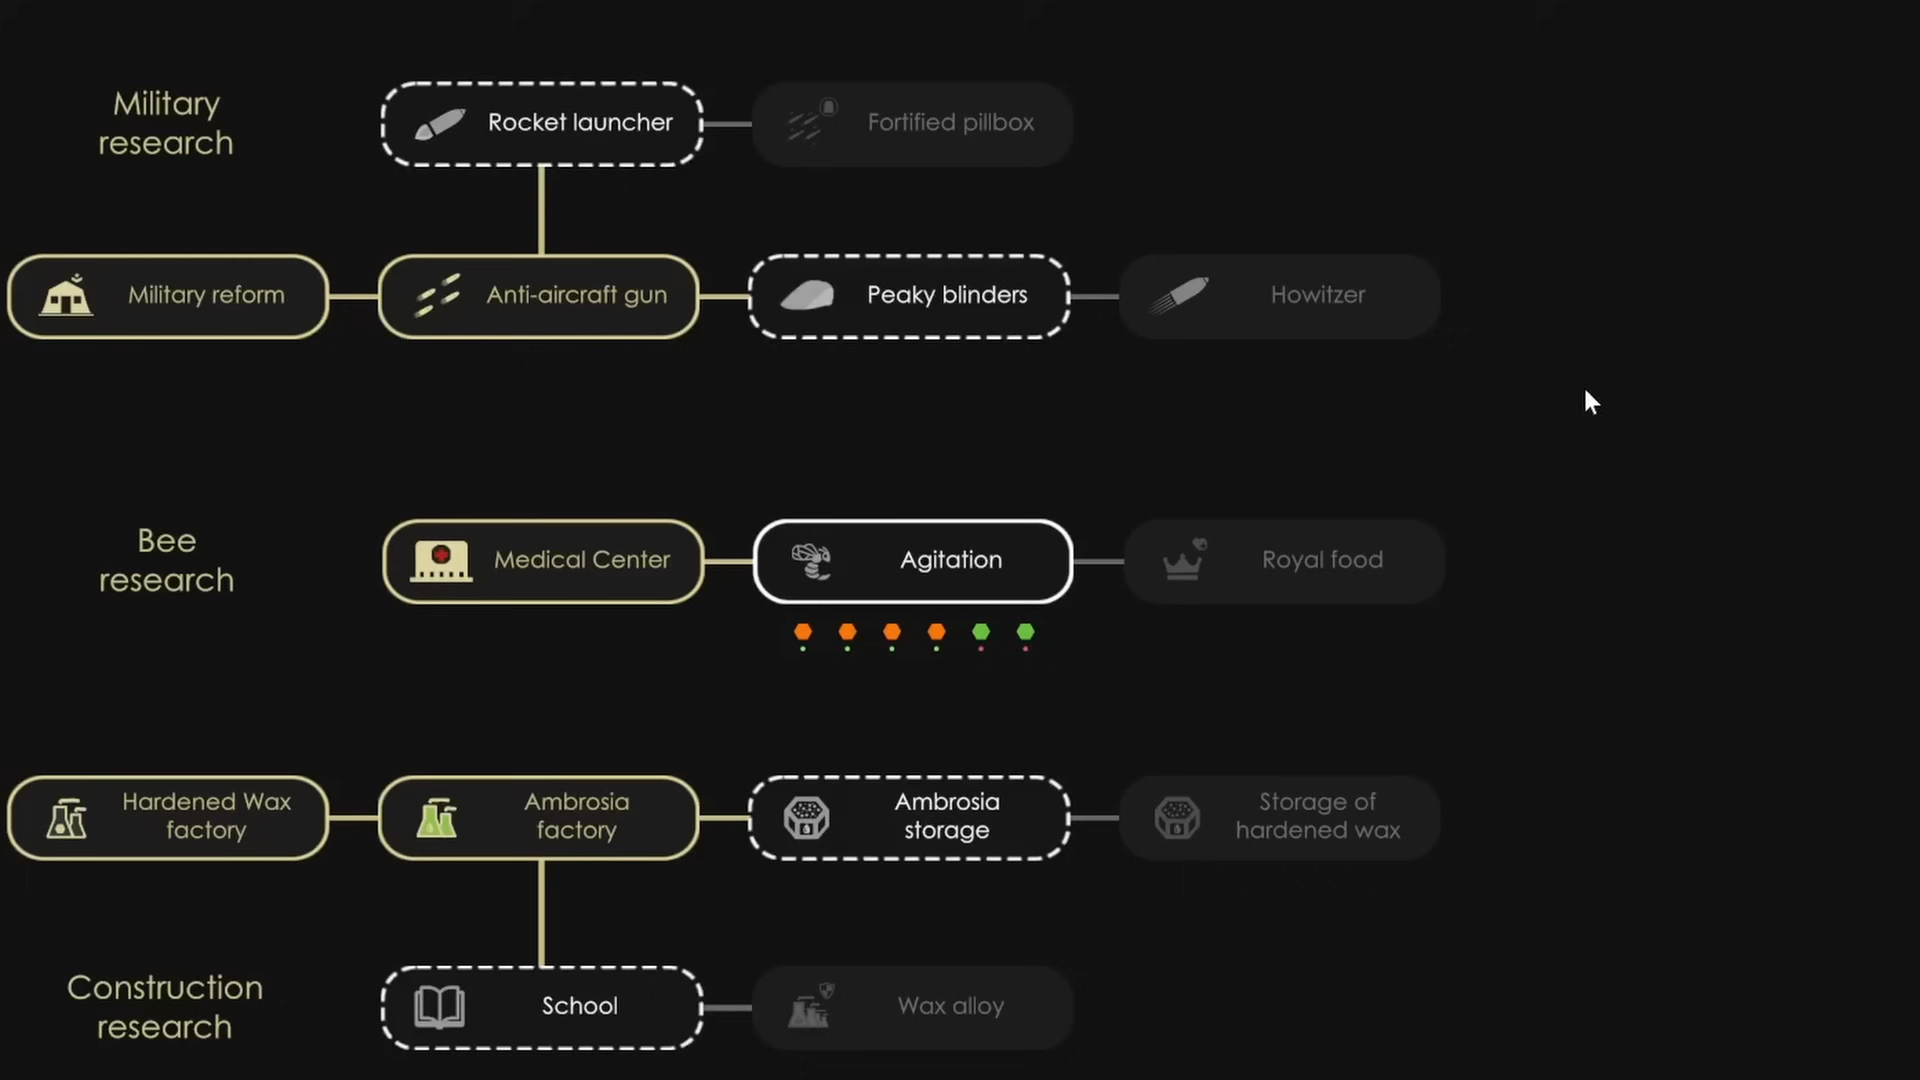 Military
research
Rocket launcher
Fortified pillbox
Military reform
Anti-aircraft gun
Peaky blinders
Howitzer
Bee
research
Medical Center
Agitation
Royal food
Hardened Wax
factory
Ambrosia
factory
Ambrosia
storage
Storage of
hardened wax
Construction
research
School
Wax alloy